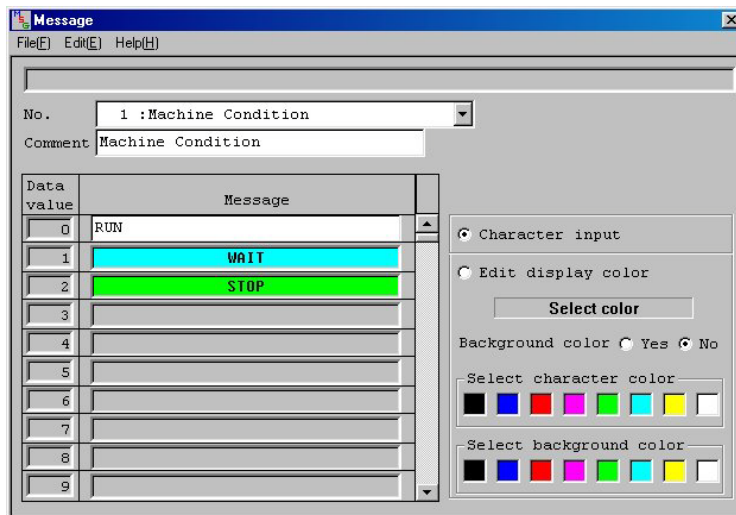 Message
File(F) Edit(E) Help(H)
No. 1 :Machine Condition
Comment Machine Condition
Data value Message
0 RUN
1 WAIT
2 STOP
3
4
5
6
7
8
9
Character input
Edit display color
Select color
Background color Yes No
Select character color
Select background color